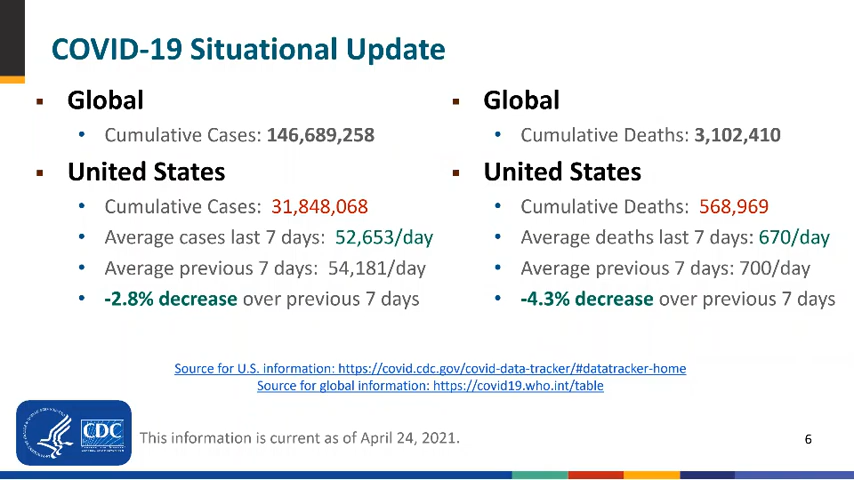 COVID-19 Situational Update
▪ Global
• Cumulative Cases: 146,689,258
▪ United States
• Cumulative Cases: 31,848,068
• Average cases last 7 days: 52,653/day
• Average previous 7 days: 54,181/day
• -2.8% decrease over previous 7 days
▪ Global
• Cumulative Deaths: 3,102,410
▪ United States
• Cumulative Deaths: 568,969
• Average deaths last 7 days: 670/day
• Average previous 7 days: 700/day
• -4.3% decrease over previous 7 days
Source for U.S. information: https://covid.cdc.gov/covid-data-tracker/#datatracker-home
Source for global information: https://covid19.who.int/table
CDC
This information is current as of April 24, 2021.
6